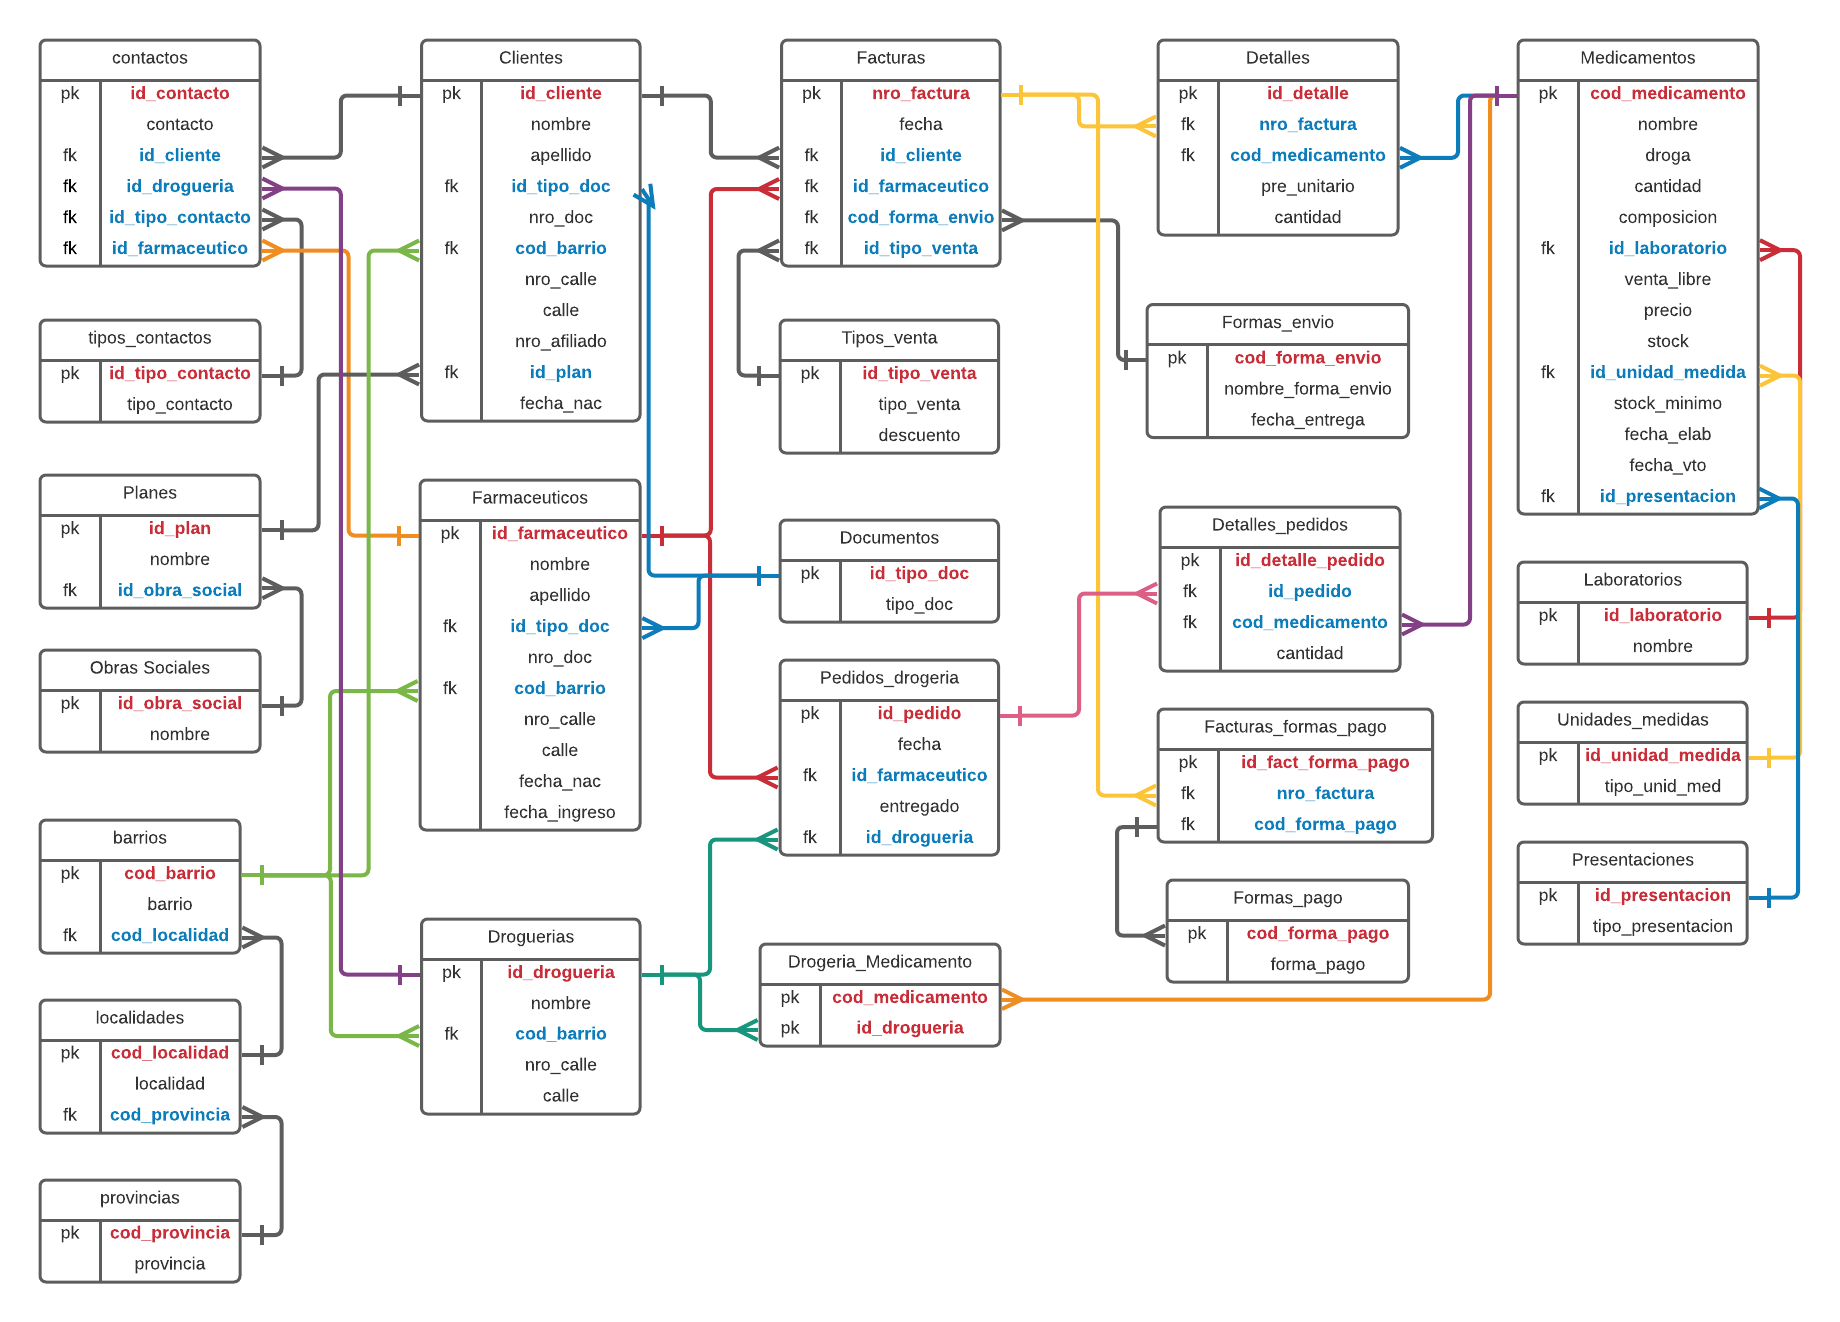 contactos
pk id_contacto
contacto
fk id_cliente
fk id_drogueria
fk id_tipo_contacto
fk id_farmaceutico
tipos_contactos
pk id_tipo_contacto
tipo_contacto
Planes
pk id_plan
nombre
fk id_obra_social
Obras Sociales
pk id_obra_social
nombre
barrios
pk cod_barrio
barrio
fk cod_localidad
localidades
pk cod_localidad
localidad
fk cod_provincia
provincias
pk cod_provincia
provincia
Clientes
pk id_cliente
nombre
apellido
fk id_tipo_doc
nro_doc
fk cod_barrio
nro_calle
calle
nro_afiliado
fk id_plan
fecha_nac
Farmaceuticos
pk id_farmaceutico
nombre
apellido
fk id_tipo_doc
nro_doc
fk cod_barrio
nro_calle
calle
fecha_nac
fecha_ingreso
Droguerias
pk id_drogueria
nombre
fk cod_barrio
nro_calle
calle
Facturas
pk nro_factura
fecha
fk id_cliente
fk id_farmaceutico
fk cod_forma_envio
fk id_tipo_venta
Tipos_venta
pk id_tipo_venta
tipo_venta
descuento
Documentos
pk id_tipo_doc
tipo_doc
Pedidos_drogeria
pk id_pedido
fecha
fk id_farmaceutico
entregado
fk id_drogueria
Drogeria_Medicamento
pk cod_medicamento
pk id_drogueria
Detalles
pk id_detalle
fk nro_factura
fk cod_medicamento
pre_unitario
cantidad
Formas_envio
pk cod_forma_envio
nombre_forma_envio
fecha_entrega
Detalles_pedidos
pk id_detalle_pedido
fk id_pedido
fk cod_medicamento
cantidad
Facturas_formas_pago
pk id_fact_forma_pago
fk nro_factura
fk cod_forma_pago
Formas_pago
pk cod_forma_pago
forma_pago
Medicamentos
pk cod_medicamento
nombre
droga
cantidad
composicion
fk id_laboratorio
venta_libre
precio
stock
fk id_unidad_medida
stock_minimo
fecha_elab
fecha_vto
fk id_presentacion
Laboratorios
pk id_laboratorio
nombre
Unidades_medidas
pk id_unidad_medida
tipo_unid_med
Presentaciones
pk id_presentacion
tipo_presentacion